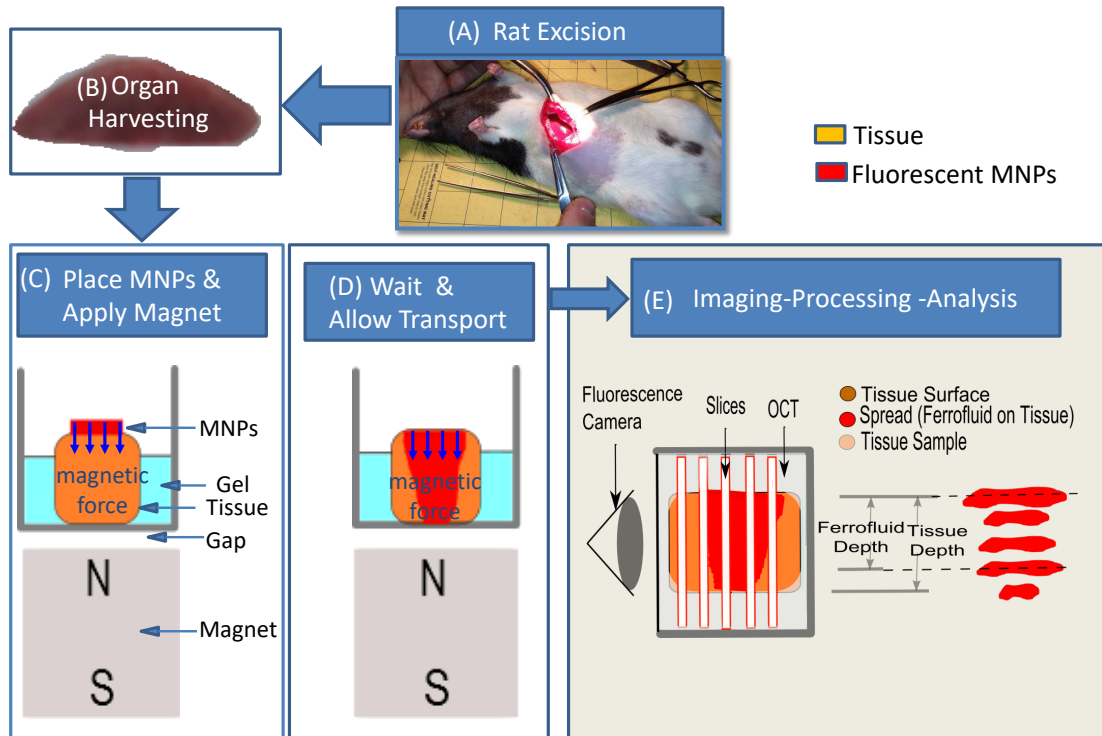 (A) Rat Excision
(B) Organ
Harvesting
Tissue
Fluorescent MNPs
(C) Place MNPs &
Apply Magnet
MNPs
magnetic
force
Gel
Tissue
Gap
N
Magnet
S
(D) Wait &
Allow Transport
magnetic
force
N
S
(E) Imaging-Processing -Analysis
Fluorescence
Camera
Slices
OCT
Tissue Surface
Spread (Ferrofluid on Tissue)
Tissue Sample
Ferrofluid
Depth
Tissue
Depth